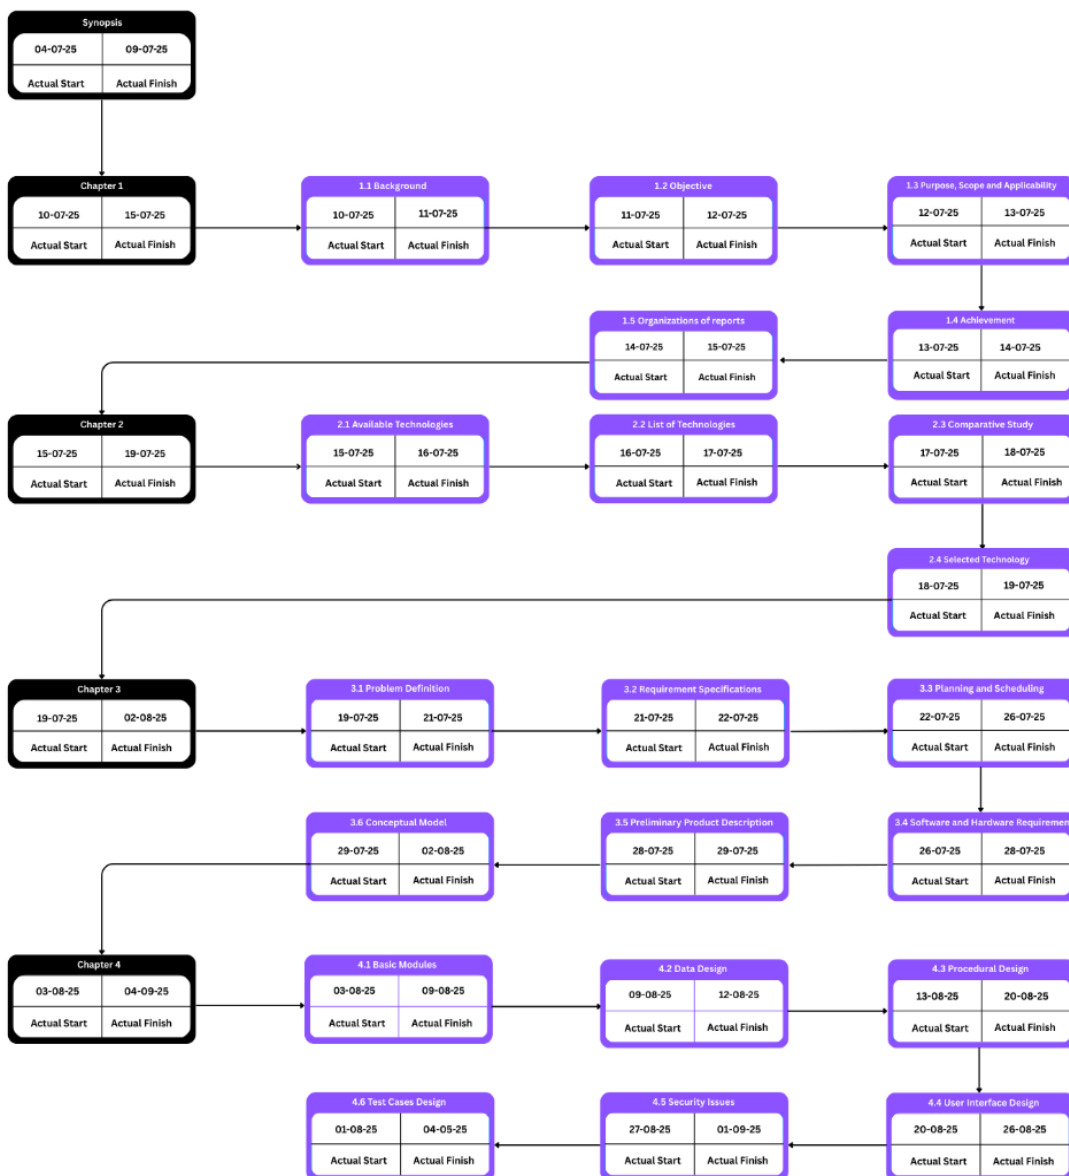 Synopsis
04-07-25 09-07-25
Actual Start Actual Finish
Chapter 1
10-07-25 15-07-25
Actual Start Actual Finish
1.1 Background
10-07-25 11-07-25
Actual Start Actual Finish
1.2 Objective
11-07-25 12-07-25
Actual Start Actual Finish
1.3 Purpose, Scope and Applicability
12-07-25 13-07-25
Actual Start Actual Finish
1.4 Achievement
13-07-25 14-07-25
Actual Start Actual Finish
1.5 Organizations of reports
14-07-25 15-07-25
Actual Start Actual Finish
Chapter 2
15-07-25 19-07-25
Actual Start Actual Finish
2.1 Available Technologies
15-07-25 16-07-25
Actual Start Actual Finish
2.2 List of Technologies
16-07-25 17-07-25
Actual Start Actual Finish
2.3 Comparative Study
17-07-25 18-07-25
Actual Start Actual Finish
2.4 Selected Technology
18-07-25 19-07-25
Actual Start Actual Finish
Chapter 3
19-07-25 02-08-25
Actual Start Actual Finish
3.1 Problem Definition
19-07-25 21-07-25
Actual Start Actual Finish
3.2 Requirement Specifications
21-07-25 22-07-25
Actual Start Actual Finish
3.3 Planning and Scheduling
22-07-25 26-07-25
Actual Start Actual Finish
3.4 Software and Hardware Requiremen
26-07-25 28-07-25
Actual Start Actual Finish
3.5 Preliminary Product Description
28-07-25 29-07-25
Actual Start Actual Finish
3.6 Conceptual Model
29-07-25 02-08-25
Actual Start Actual Finish
Chapter 4
03-08-25 04-09-25
Actual Start Actual Finish
4.1 Basic Modules
03-08-25 09-08-25
Actual Start Actual Finish
4.2 Data Design
09-08-25 12-08-25
Actual Start Actual Finish
4.3 Procedural Design
13-08-25 20-08-25
Actual Start Actual Finish
4.4 User Interface Design
20-08-25 26-08-25
Actual Start Actual Finish
4.5 Security Issues
27-08-25 01-09-25
Actual Start Actual Finish
4.6 Test Cases Design
01-08-25 04-05-25
Actual Start Actual Finish